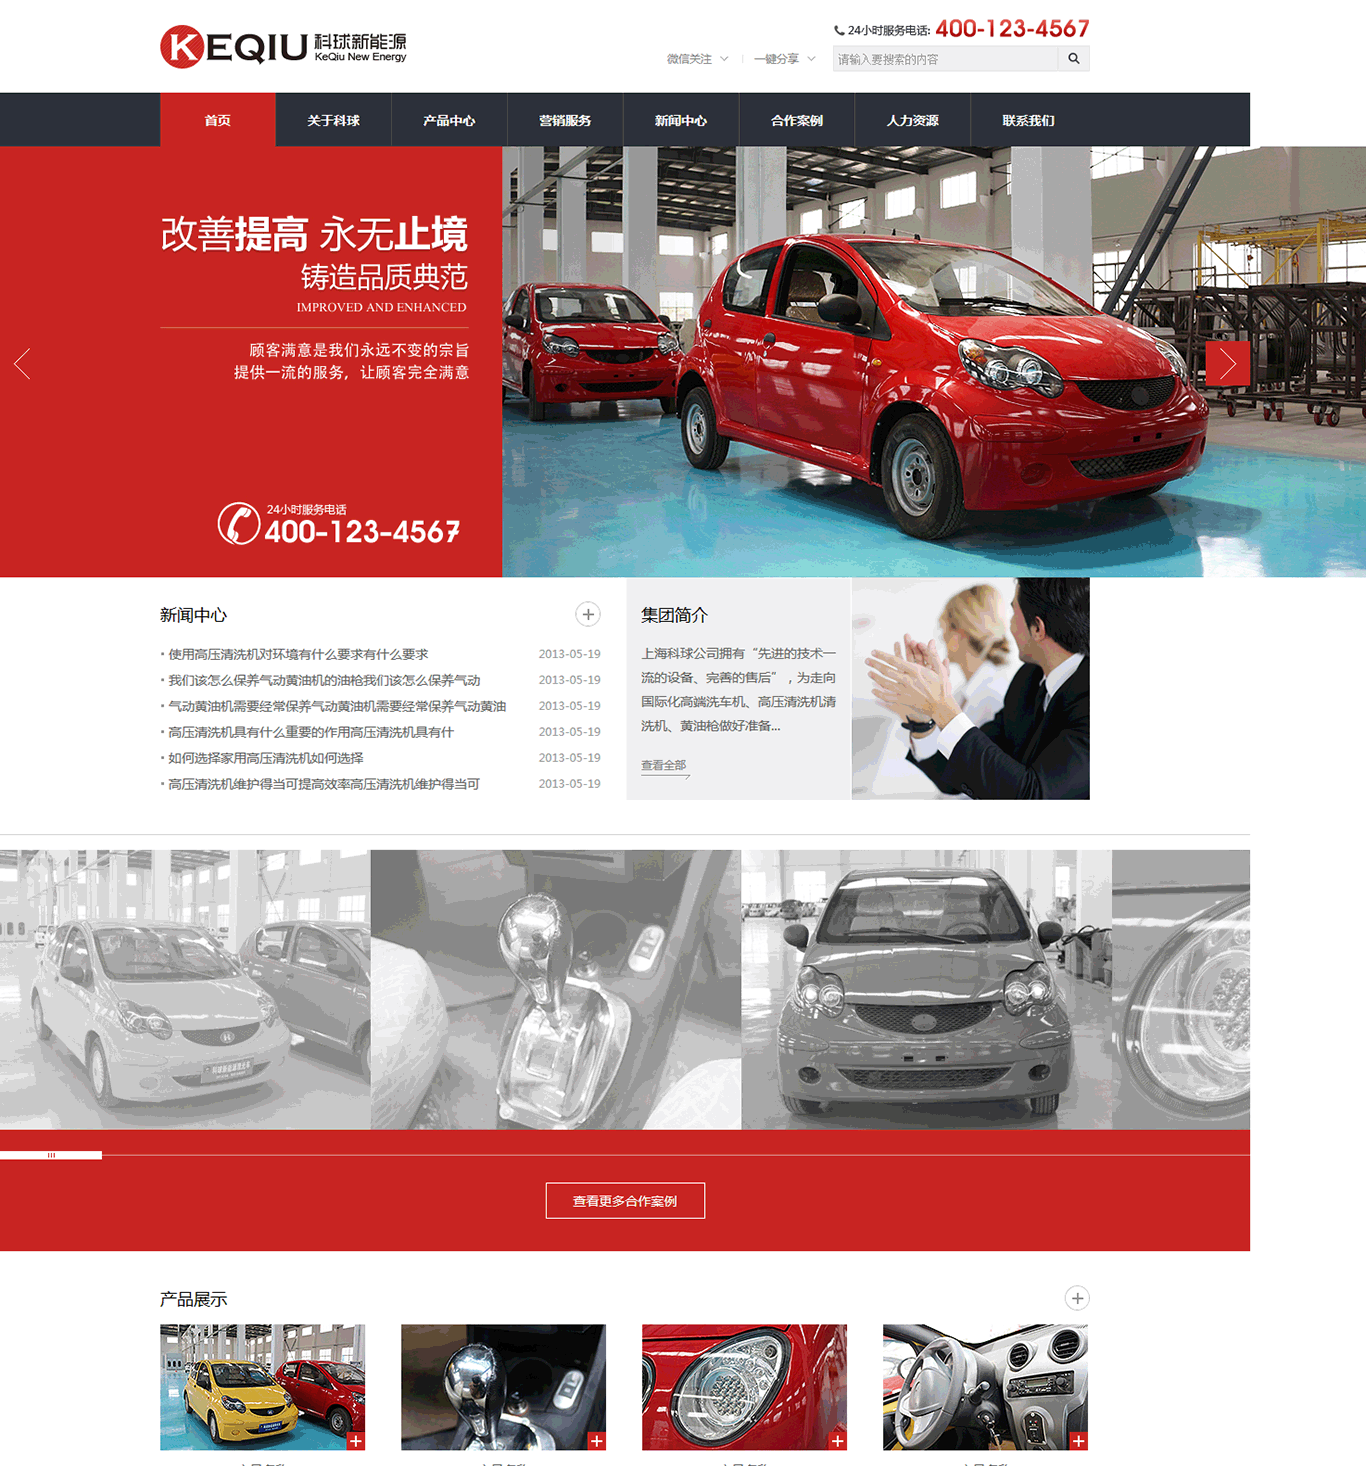 KEQIU 科球新能源
KeQiu New Energy
24小时服务电话: 400-123-4567
微信关注
一键分享
请输入要搜索的内容
首页
关于科球
产品中心
营销服务
新闻中心
合作案例
人力资源
联系我们
改善提高 永无止境
铸造品质典范
IMPROVED AND ENHANCED
顾客满意是我们永远不变的宗旨
提供一流的服务，让顾客完全满意
24小时服务电话
400-123-4567
新闻中心
使用高压清洗机对环境有什么要求有什么要求 2013-05-19
我们该怎么保养气动黄油机的油枪我们该怎么保养气动 2013-05-19
气动黄油机需要经常保养气动黄油机需要经常保养气动黄油 2013-05-19
高压清洗机具有什么重要的作用高压清洗机具有什 2013-05-19
如何选择家用高压清洗机如何选择 2013-05-19
高压清洗机维护得当可提高效率高压清洗机维护得当可 2013-05-19
集团简介
上海科球公司拥有“先进的技术一
流的设备、完善的售后”，为走向
国际化高端洗车机、高压清洗机清
洗机、黄油枪做好准备...
查看全部
查看更多合作案例
产品展示